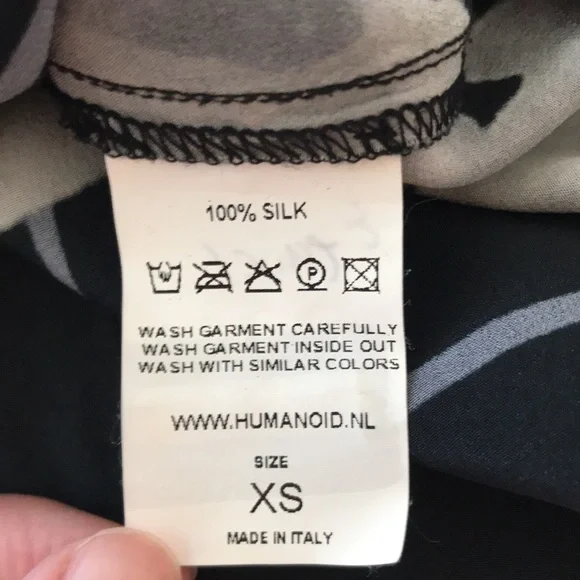 100% SILK
P
WASH GARMENT CAREFULLY
WASH GARMENT INSIDE OUT
WASH WITH SIMILAR COLORS
WWW.HUMANOID.NL
SIZE
XS
MADE IN ITALY